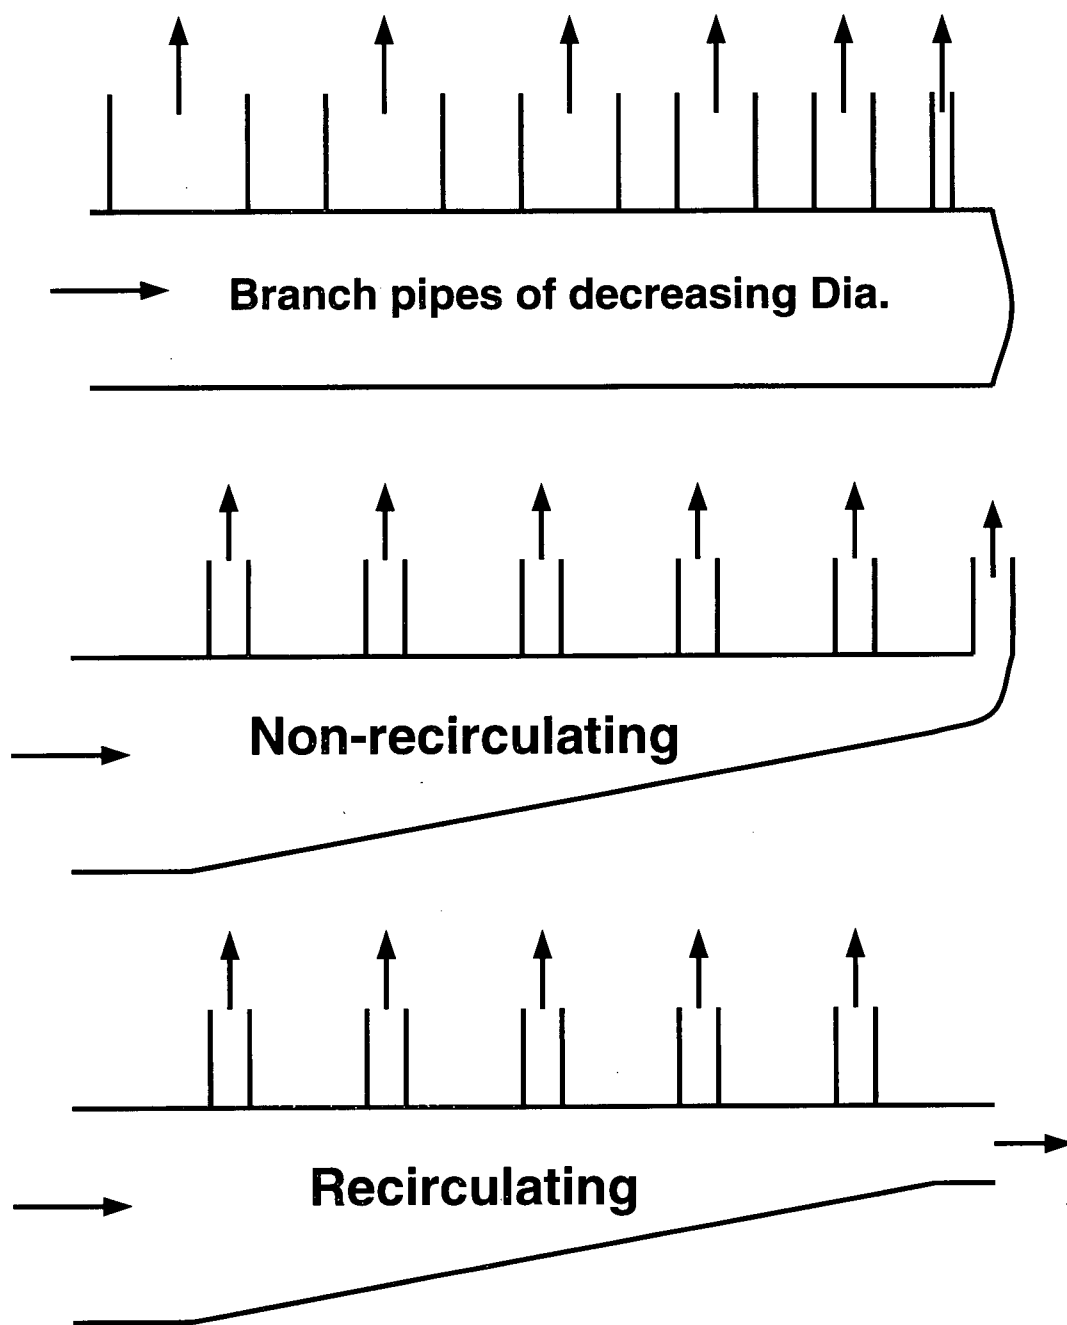 Branch pipes of decreasing Dia.
Non-recirculating
Recirculating